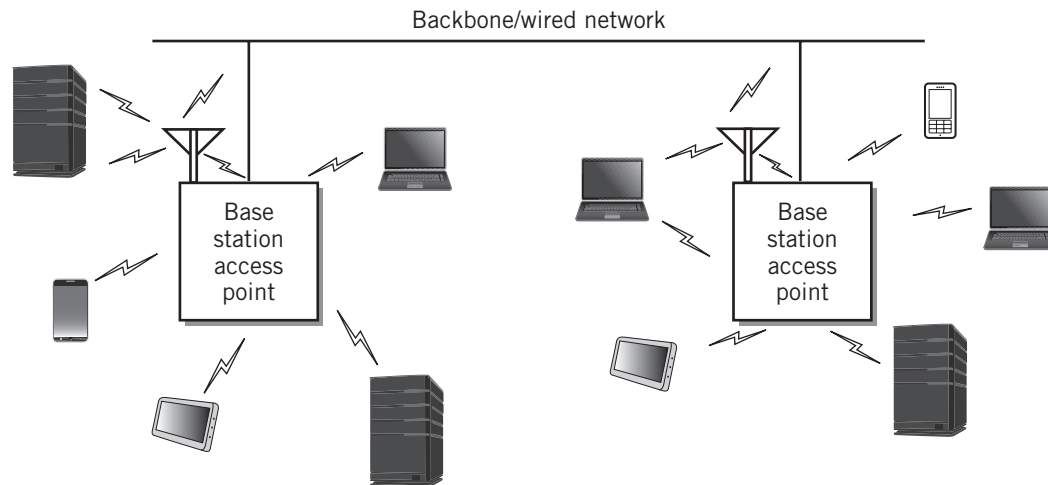 Backbone/wired network
Base
station
access
point
Base
station
access
point